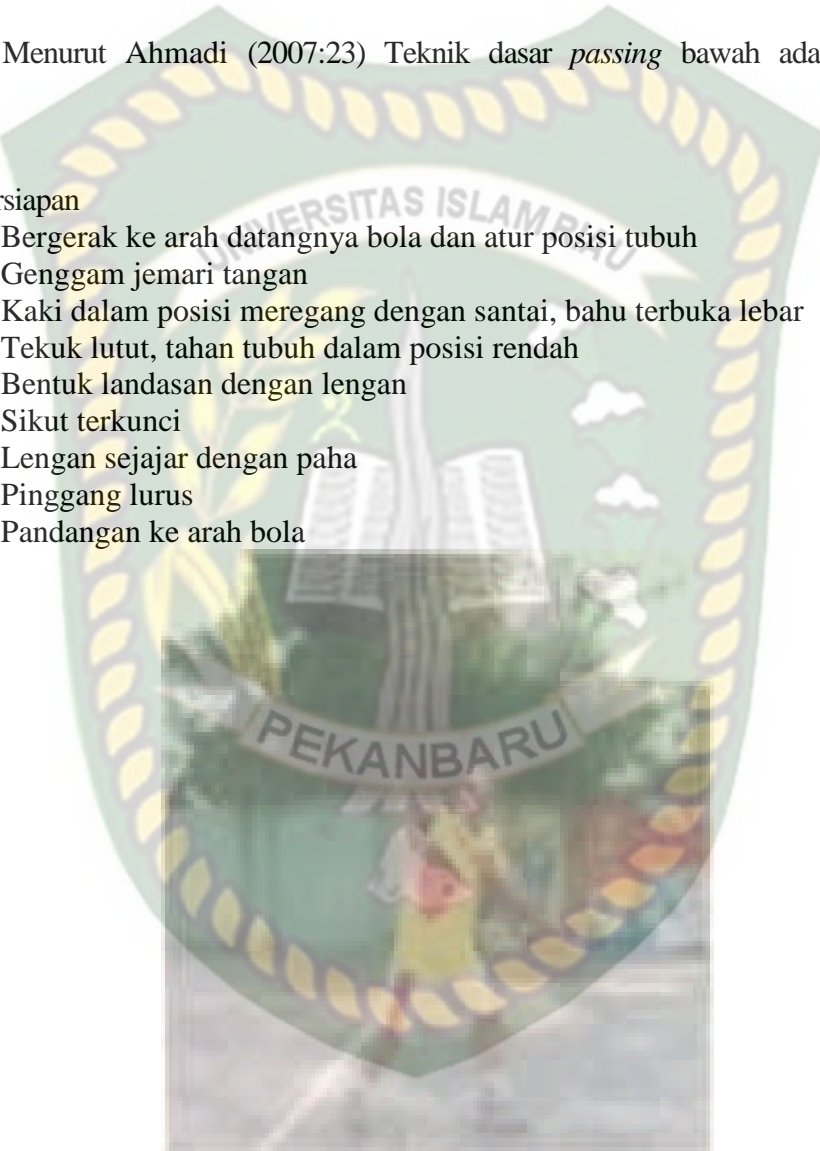 Menurut Ahmadi (2007:23) Teknik dasar passing bawah ada
rsiapan
UNIVERSITAS ISLAM RIAU
Bergerak ke arah datangnya bola dan atur posisi tubuh
Genggam jemari tangan
Kaki dalam posisi meregang dengan santai, bahu terbuka lebar
Tekuk lutut, tahan tubuh dalam posisi rendah
Bentuk landasan dengan lengan
Sikut terkunci
Lengan sejajar dengan paha
Pinggang lurus
Pandangan ke arah bola
PEKANBARU